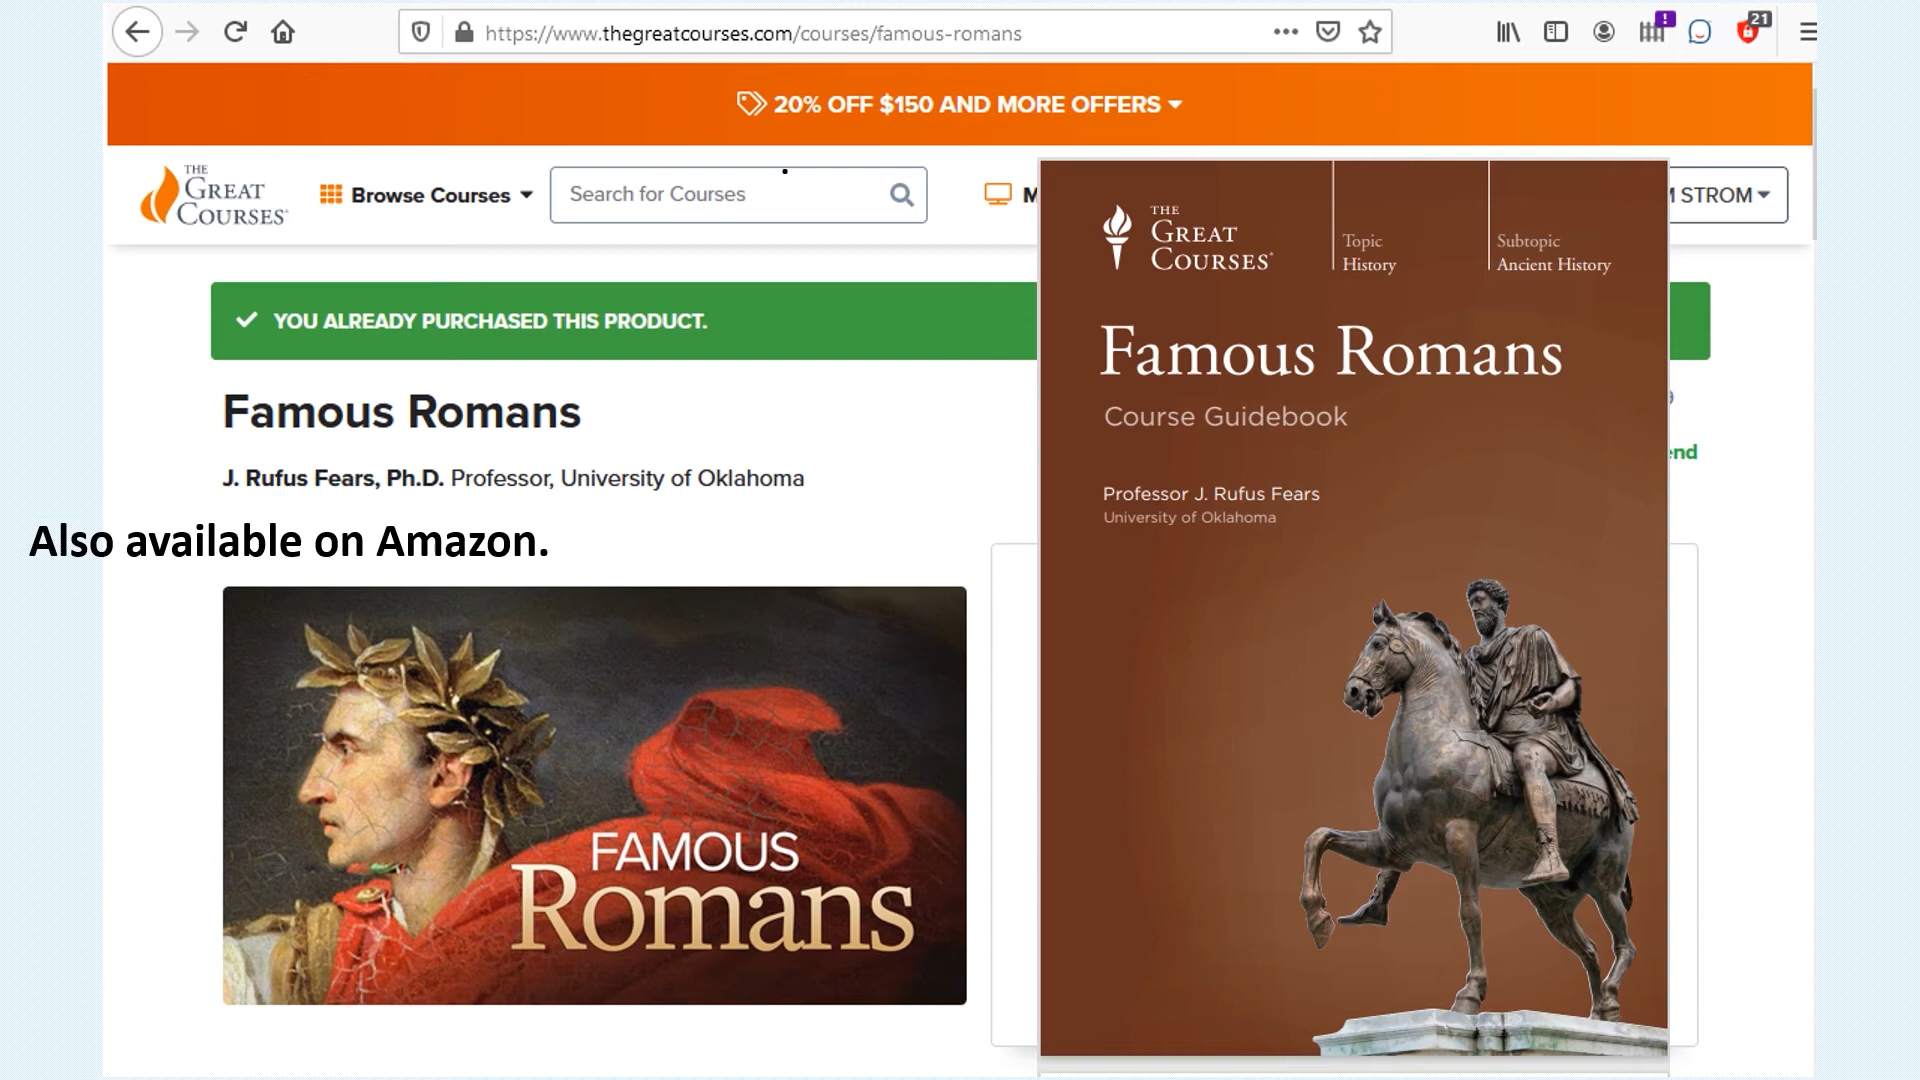 https://www.thegreatcourses.com/courses/famous-romans
21
20% OFF $150 AND MORE OFFERS
THE
GREAT
COURSES
Browse Courses
Search for Courses
M
STROM
YOU ALREADY PURCHASED THIS PRODUCT.
Famous Romans
J. Rufus Fears, Ph.D. Professor, University of Oklahoma
Also available on Amazon.
FAMOUS
Romans
THE
GREAT
COURSES®
Topic
History
Subtopic
Ancient History
Famous Romans
Course Guidebook
Professor J. Rufus Fears
University of Oklahoma
end